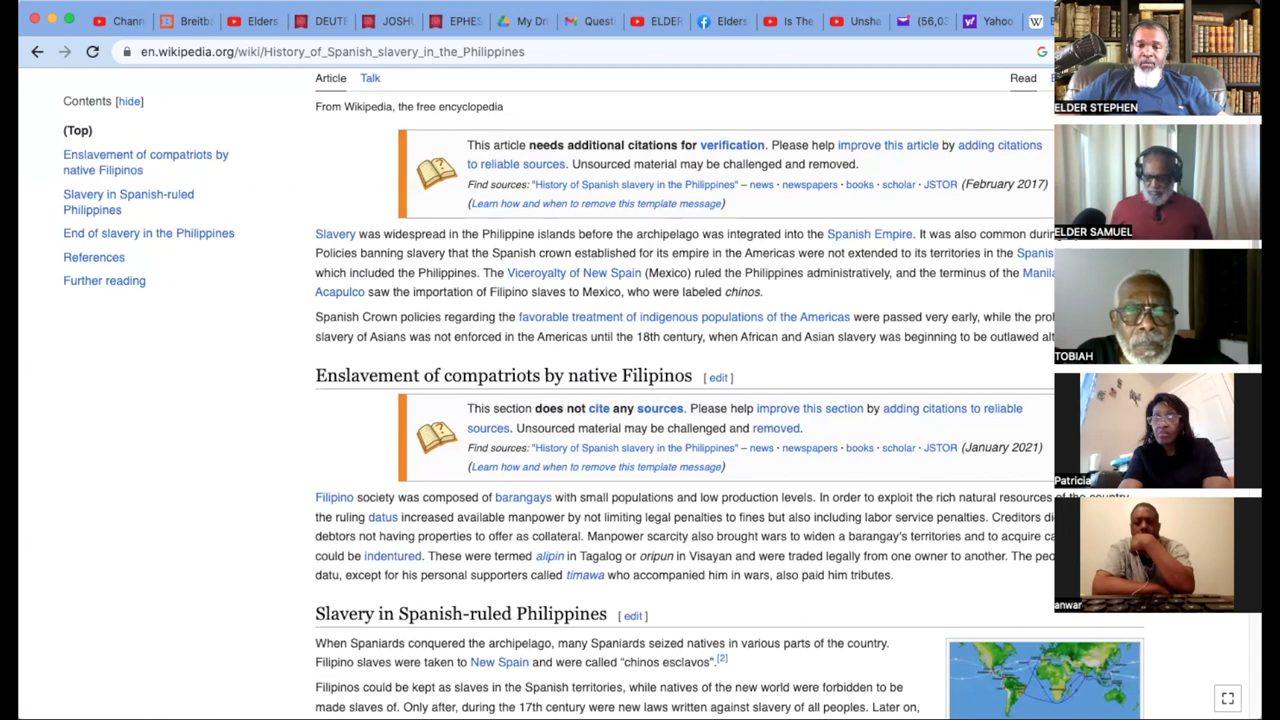 Chann
Breitb
Elders
DEUTE
JOSHU
EPHES
My Dr
Quest
ELDER
Elders
Is The
Unsha
(56,03
Yahoo
en.wikipedia.org/wiki/History_of_Spanish_slavery_in_the_Philippines
Article Talk
Read
Contents [hide]
(Top)
Enslavement of compatriots by
native Filipinos
Slavery in Spanish-ruled
Philippines
End of slavery in the Philippines
References
Further reading
From Wikipedia, the free encyclopedia
This article needs additional citations for verification. Please help improve this article by adding citations
to reliable sources. Unsourced material may be challenged and removed.
Find sources: "History of Spanish slavery in the Philippines" – news · newspapers · books · scholar · JSTOR (February 2017)
(Learn how and when to remove this template message)
Slavery was widespread in the Philippine islands before the archipelago was integrated into the Spanish Empire. It was also common durin
Policies banning slavery that the Spanish crown established for its empire in the Americas were not extended to its territories in the Spanis
which included the Philippines. The Viceroyalty of New Spain (Mexico) ruled the Philippines administratively, and the terminus of the Manila
Acapulco saw the importation of Filipino slaves to Mexico, who were labeled chinos.
Spanish Crown policies regarding the favorable treatment of indigenous populations of the Americas were passed very early, while the pro
slavery of Asians was not enforced in the Americas until the 18th century, when African and Asian slavery was beginning to be outlawed alt
Enslavement of compatriots by native Filipinos [ edit ]
This section does not cite any sources. Please help improve this section by adding citations to reliable
sources. Unsourced material may be challenged and removed.
Find sources: "History of Spanish slavery in the Philippines" – news · newspapers · books · scholar · JSTOR (January 2021)
(Learn how and when to remove this template message)
Filipino society was composed of barangays with small populations and low production levels. In order to exploit the rich natural resources of the country,
the ruling datus increased available manpower by not limiting legal penalties to fines but also including labor service penalties. Creditors di
debtors not having properties to offer as collateral. Manpower scarcity also brought wars to widen a barangay's territories and to acquire ca
could be indentured. These were termed alipin in Tagalog or oripun in Visayan and were traded legally from one owner to another. The peo
datu, except for his personal supporters called timawa who accompanied him in wars, also paid him tributes.
Slavery in Spanish-ruled Philippines [ edit ]
When Spaniards conquered the archipelago, many Spaniards seized natives in various parts of the country.
Filipino slaves were taken to New Spain and were called "chinos esclavos".[2]
Filipinos could be kept as slaves in the Spanish territories, while natives of the new world were forbidden to be
made slaves of. Only after, during the 17th century were new laws written against slavery of all peoples. Later on,
ELDER STEPHEN
ELDER SAMUEL
TOBIAH
Patricia
anwar